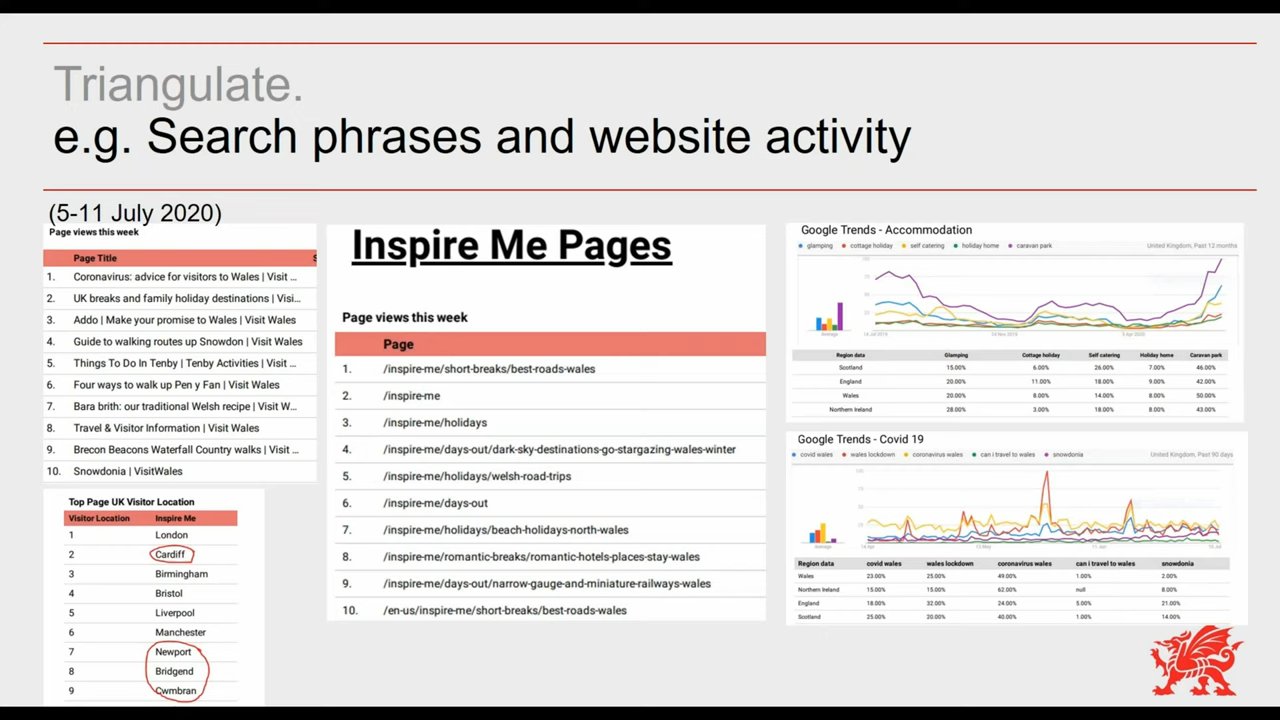 Triangulate.
e.g. Search phrases and website activity
(5-11 July 2020)
Page views this week
Page Title
1. Coronavirus: advice for visitors to Wales | Visit ...
2. UK breaks and family holiday destinations | Visi...
3. Addo | Make your promise to Wales | Visit Wales
4. Guide to walking routes up Snowdon | Visit Wales
5. Things To Do In Tenby | Tenby Activities | Visit ...
6. Four ways to walk up Pen y Fan | Visit Wales
7. Bara brith: our traditional Welsh recipe | Visit W...
8. Travel & Visitor Information | Visit Wales
9. Brecon Beacons Waterfall Country walks | Visit ...
10. Snowdonia | VisitWales
Top Page UK Visitor Location
Visitor Location Inspire Me
1 London
2 Cardiff
3 Birmingham
4 Bristol
5 Liverpool
6 Manchester
7 Newport
8 Bridgend
9 Cwmbran
Inspire Me Pages
Page views this week
Page
1. /inspire-me/short-breaks/best-roads-wales
2. /inspire-me
3. /inspire-me/holidays
4. /inspire-me/days-out/dark-sky-destinations-go-stargazing-wales-winter
5. /inspire-me/holidays/welsh-road-trips
6. /inspire-me/days-out
7. /inspire-me/holidays/beach-holidays-north-wales
8. /inspire-me/romantic-breaks/romantic-hotels-places-stay-wales
9. /inspire-me/days-out/narrow-gauge-and-miniature-railways-wales
10. /en-us/inspire-me/short-breaks/best-roads-wales
Google Trends - Accommodation
glamping cottage holiday self catering holiday home caravan park United Kingdom, Past 12 months
Average
Region data Glamping Cottage holiday Self catering Holiday home Caravan park
Scotland 15.00% 6.00% 26.00% 7.00% 46.00%
England 20.00% 11.00% 18.00% 9.00% 42.00%
Wales 20.00% 8.00% 14.00% 8.00% 50.00%
Northern Ireland 28.00% 3.00% 18.00% 8.00% 43.00%
Google Trends - Covid 19
covid wales wales lockdown coronavirus wales can i travel to wales snowdonia United Kingdom, Past 90 days
Average
Region data covid wales wales lockdown coronavirus wales can i travel to wales snowdonia
Wales 23.00% 25.00% 49.00% 1.00% 2.00%
Northern Ireland 15.00% 15.00% 62.00% null 8.00%
England 18.00% 32.00% 24.00% 5.00% 21.00%
Scotland 25.00% 20.00% 40.00% 1.00% 14.00%